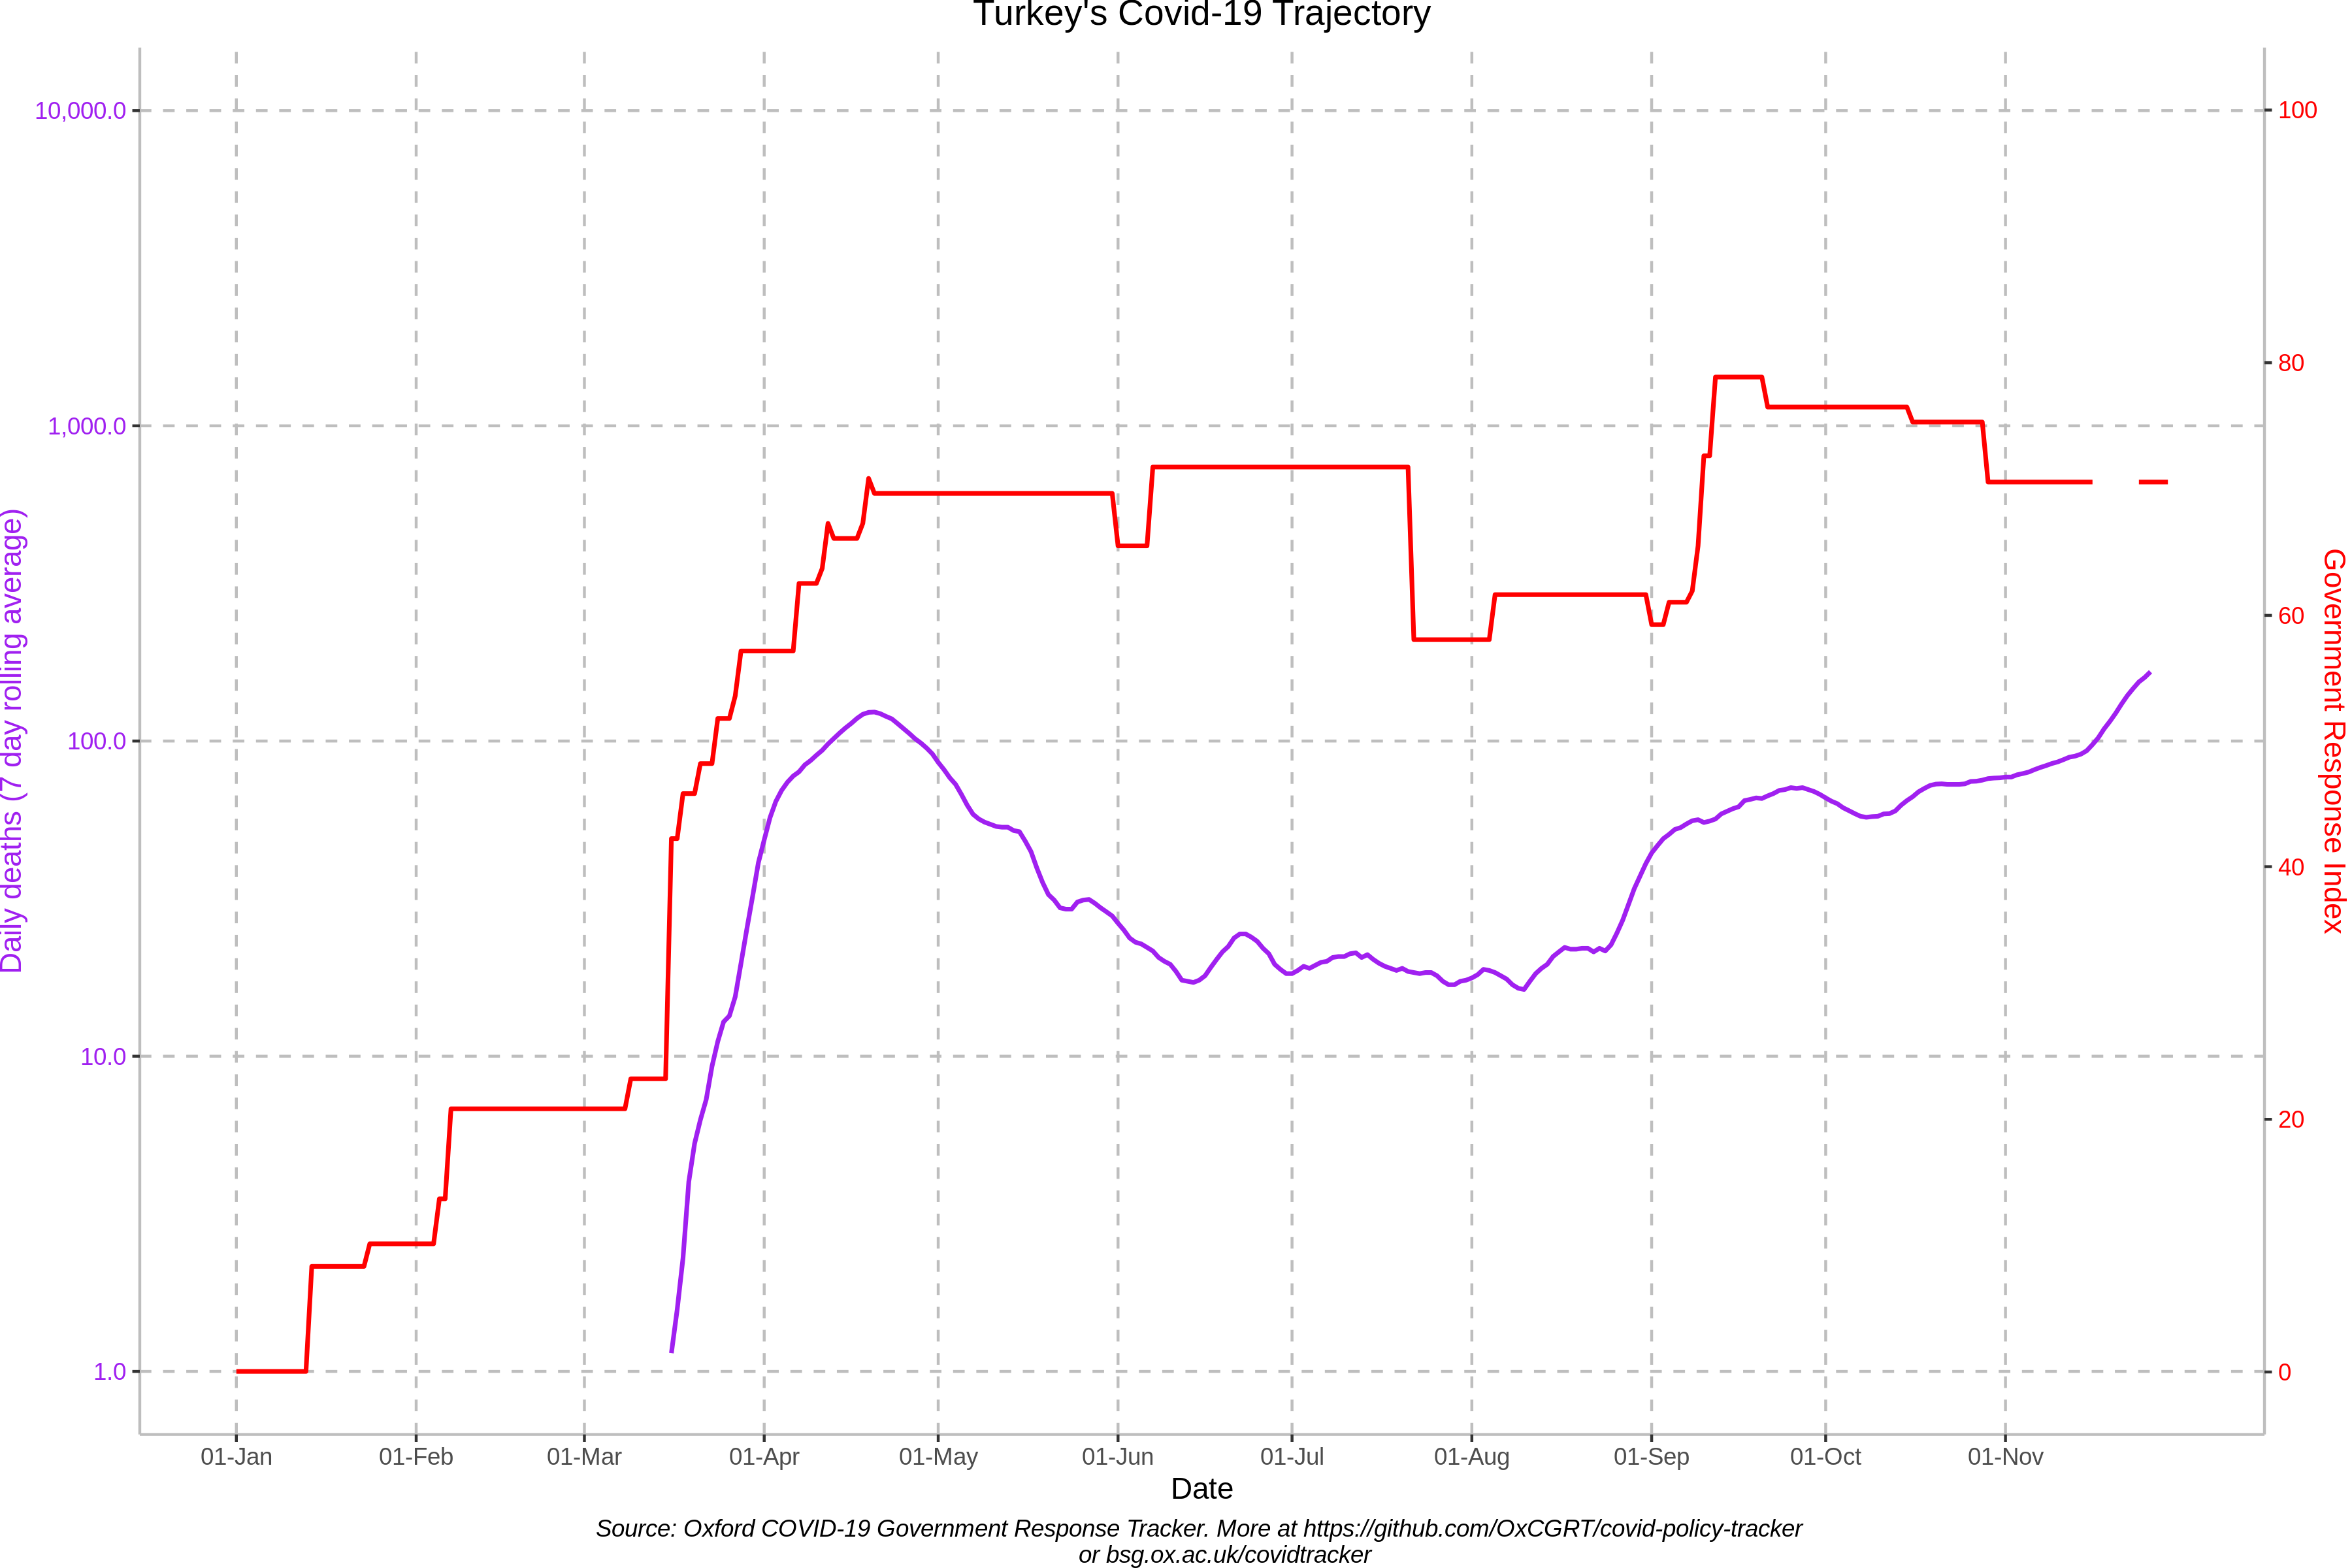 Turkey's Covid-19 Trajectory
10,000.0
1,000.0
100.0
10.0
1.0
Daily deaths (7 day rolling average)
100
80
60
40
20
0
Government Response Index
01-Jan
01-Feb
01-Mar
01-Apr
01-May
01-Jun
01-Jul
01-Aug
01-Sep
01-Oct
01-Nov
Date
Source: Oxford COVID-19 Government Response Tracker. More at https://github.com/OxCGRT/covid-policy-tracker
or bsg.ox.ac.uk/covidtracker